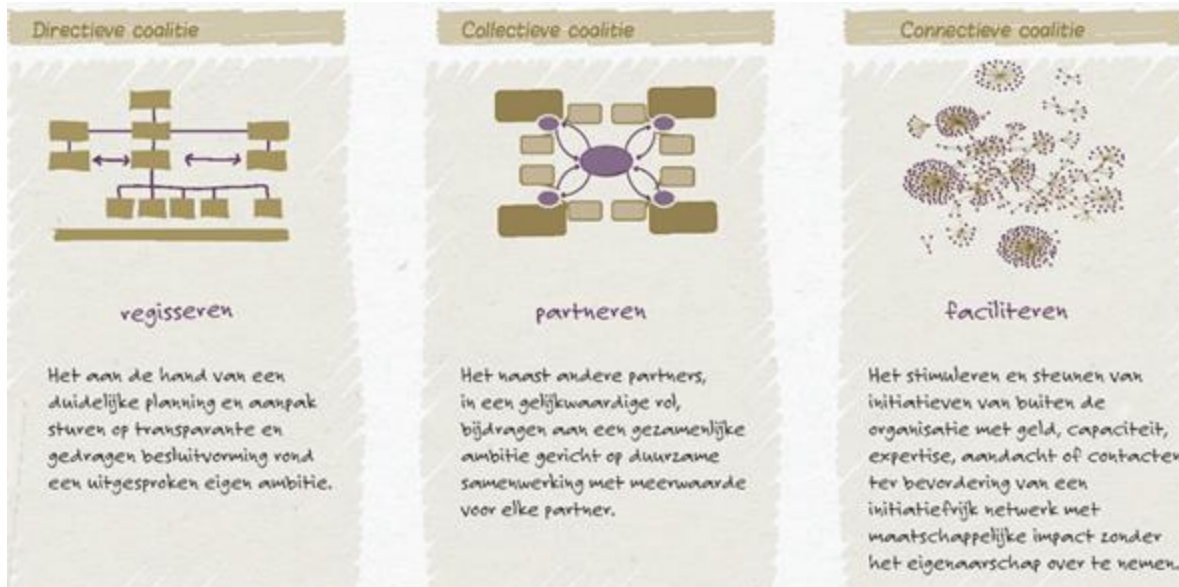 Directieve coalitie
regisseren
Het aan de hand van een
duidelijke planning en aanpak
sturen op transparante en
gedragen besluitvorming rond
een uitgesproken eigen ambitie.
Collectieve coalitie
partneren
Het naast andere partners,
in een gelijkwaardige rol,
bijdragen aan een gezamenlijke
ambitie gericht op duurzame
samenwerking met meerwaarde
voor elke partner.
Connectieve coalitie
faciliteren
Het stimuleren en steunen van
initiatieven van buiten de
organisatie met geld, capaciteit,
expertise, aandacht of contacten
ter bevordering van een
initiatiefrijk netwerk met
maatschappelijke impact zonder
het eigenaarschap over te nemen.